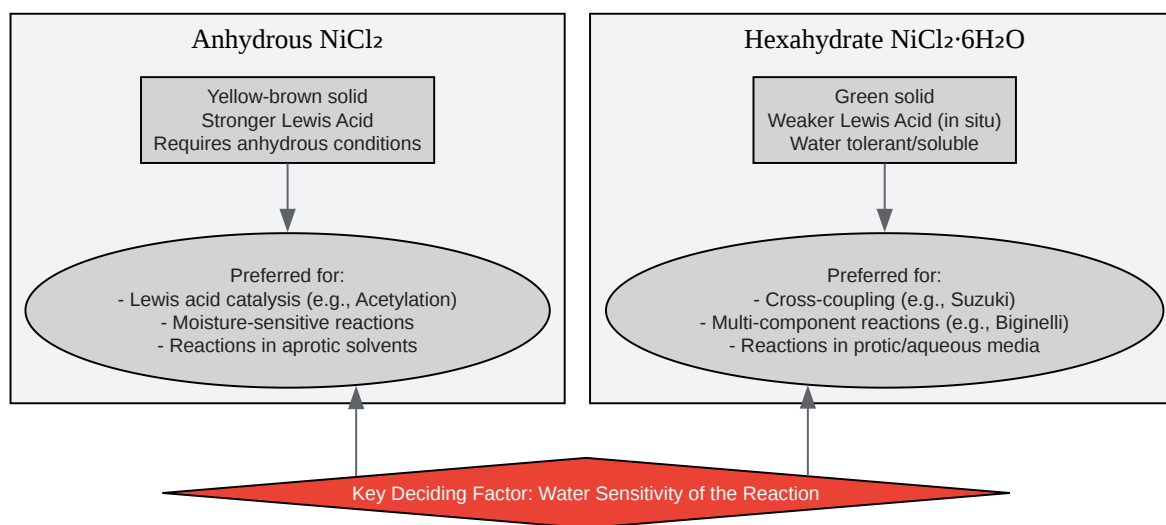 Anhydrous NiCl₂
Yellow-brown solid
Stronger Lewis Acid
Requires anhydrous conditions
Preferred for:
- Lewis acid catalysis (e.g., Acetylation)
- Moisture-sensitive reactions
- Reactions in aprotic solvents
Hexahydrate NiCl₂·6H₂O
Green solid
Weaker Lewis Acid (in situ)
Water tolerant/soluble
Preferred for:
- Cross-coupling (e.g., Suzuki)
- Multi-component reactions (e.g., Biginelli)
- Reactions in protic/aqueous media
Key Deciding Factor: Water Sensitivity of the Reaction